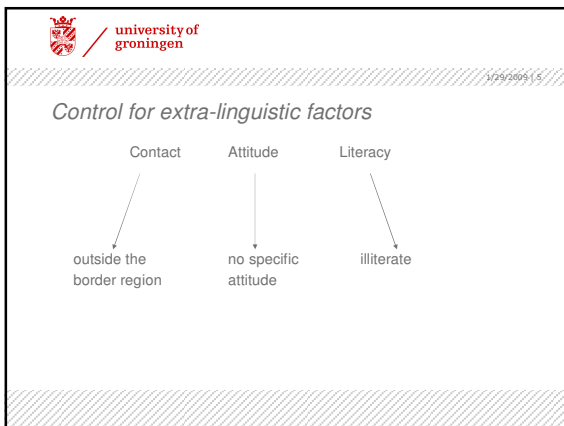 university of
groningen
1/29/2009 | 5
Control for extra-linguistic factors
Contact Attitude Literacy
outside the no specific illiterate
border region attitude